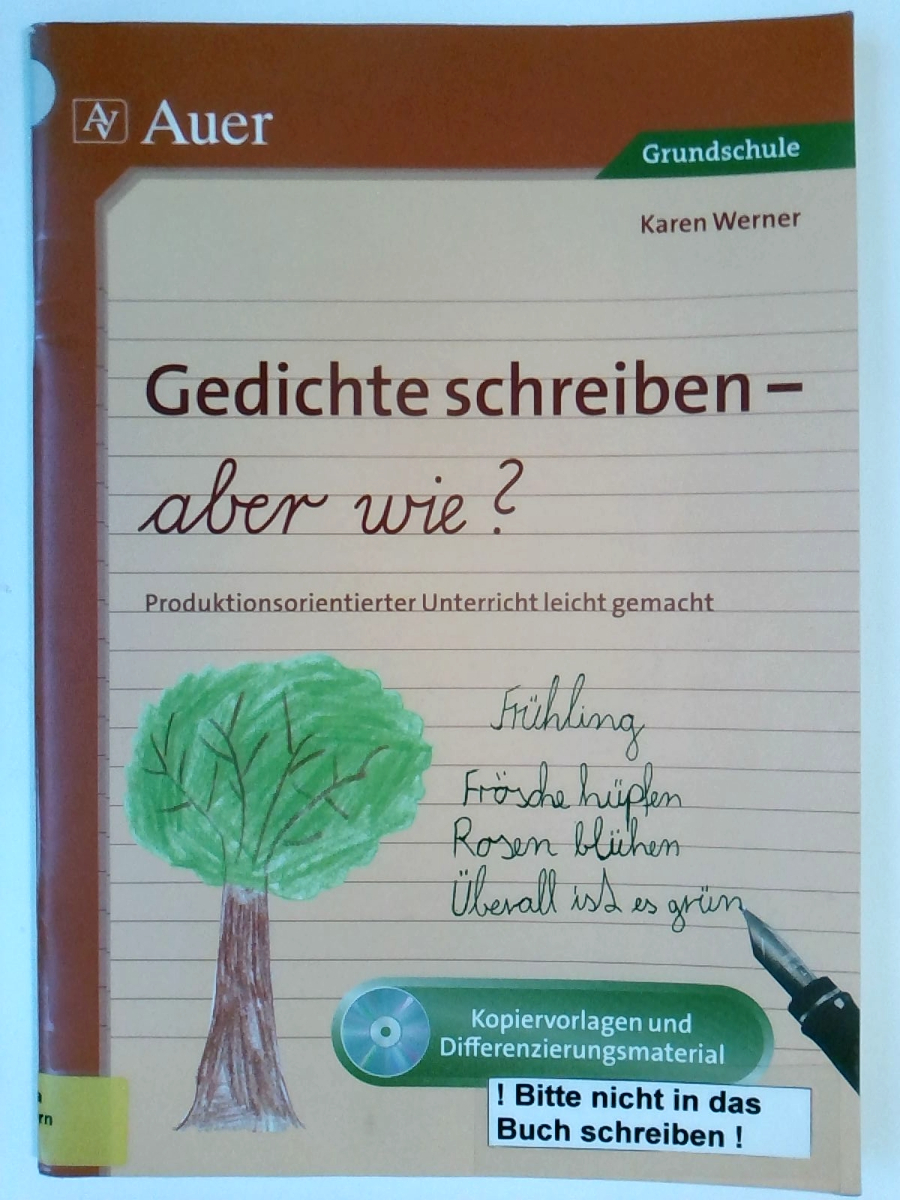 AV Auer
Grundschule
Karen Werner
Gedichte schreiben –
aber wie?
Produktionsorientierter Unterricht leicht gemacht
Frühling
Frösche hüpfen
Rosen blühen
Überall ist es grün
Kopiervorlagen und
Differenzierungsmaterial
! Bitte nicht in das
Buch schreiben !